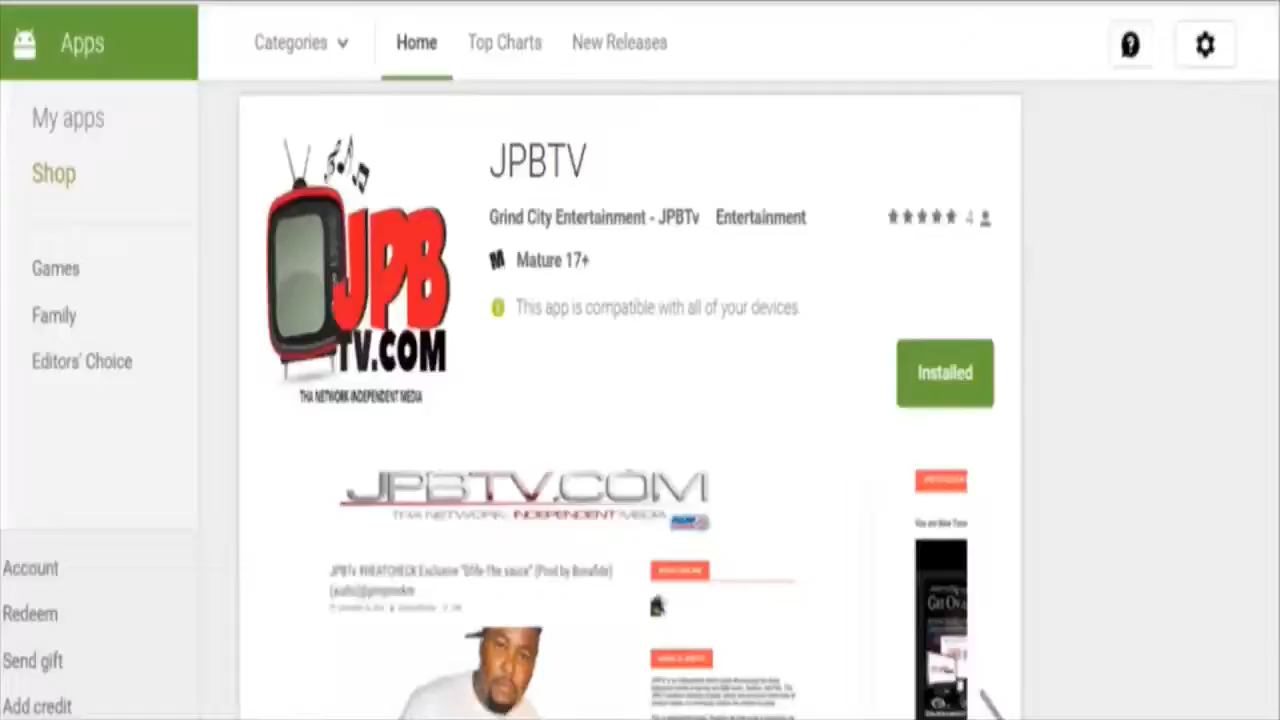 Apps
Categories Home Top Charts New Releases
My apps
Shop
Games
Family
Editors' Choice
Account
Redeem
Send gift
Add credit
JPBTV
Grind City Entertainment - JPBTv Entertainment
4
Mature 17+
This app is compatible with all of your devices.
Installed
JPB
TV.COM
THA NETWORK INDEPENDENT MEDIA
JPBTV.COM
THA NETWORK INDEPENDENT MEDIA